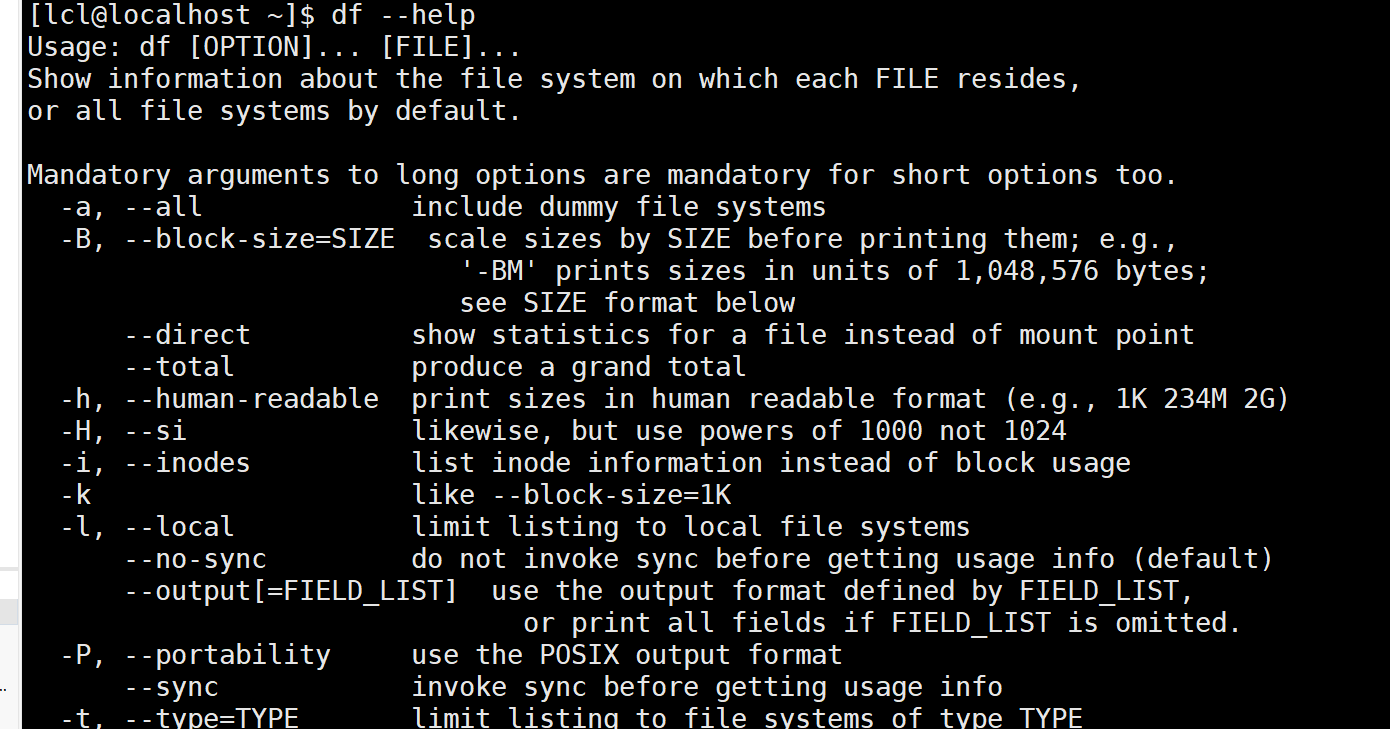 [lcl@localhost ~]$ df --help
Usage: df [OPTION]... [FILE]...
Show information about the file system on which each FILE resides,
or all file systems by default.

Mandatory arguments to long options are mandatory for short options too.
  -a, --all             include dummy file systems
  -B, --block-size=SIZE  scale sizes by SIZE before printing them; e.g.,
                           '-BM' prints sizes in units of 1,048,576 bytes;
                           see SIZE format below
      --direct          show statistics for a file instead of mount point
      --total           produce a grand total
  -h, --human-readable  print sizes in human readable format (e.g., 1K 234M 2G)
  -H, --si              likewise, but use powers of 1000 not 1024
  -i, --inodes          list inode information instead of block usage
  -k                    like --block-size=1K
  -l, --local           limit listing to local file systems
      --no-sync         do not invoke sync before getting usage info (default)
      --output[=FIELD_LIST]  use the output format defined by FIELD_LIST,
                               or print all fields if FIELD_LIST is omitted.
  -P, --portability     use the POSIX output format
      --sync            invoke sync before getting usage info
  -t, --type=TYPE       limit listing to file systems of type TYPE